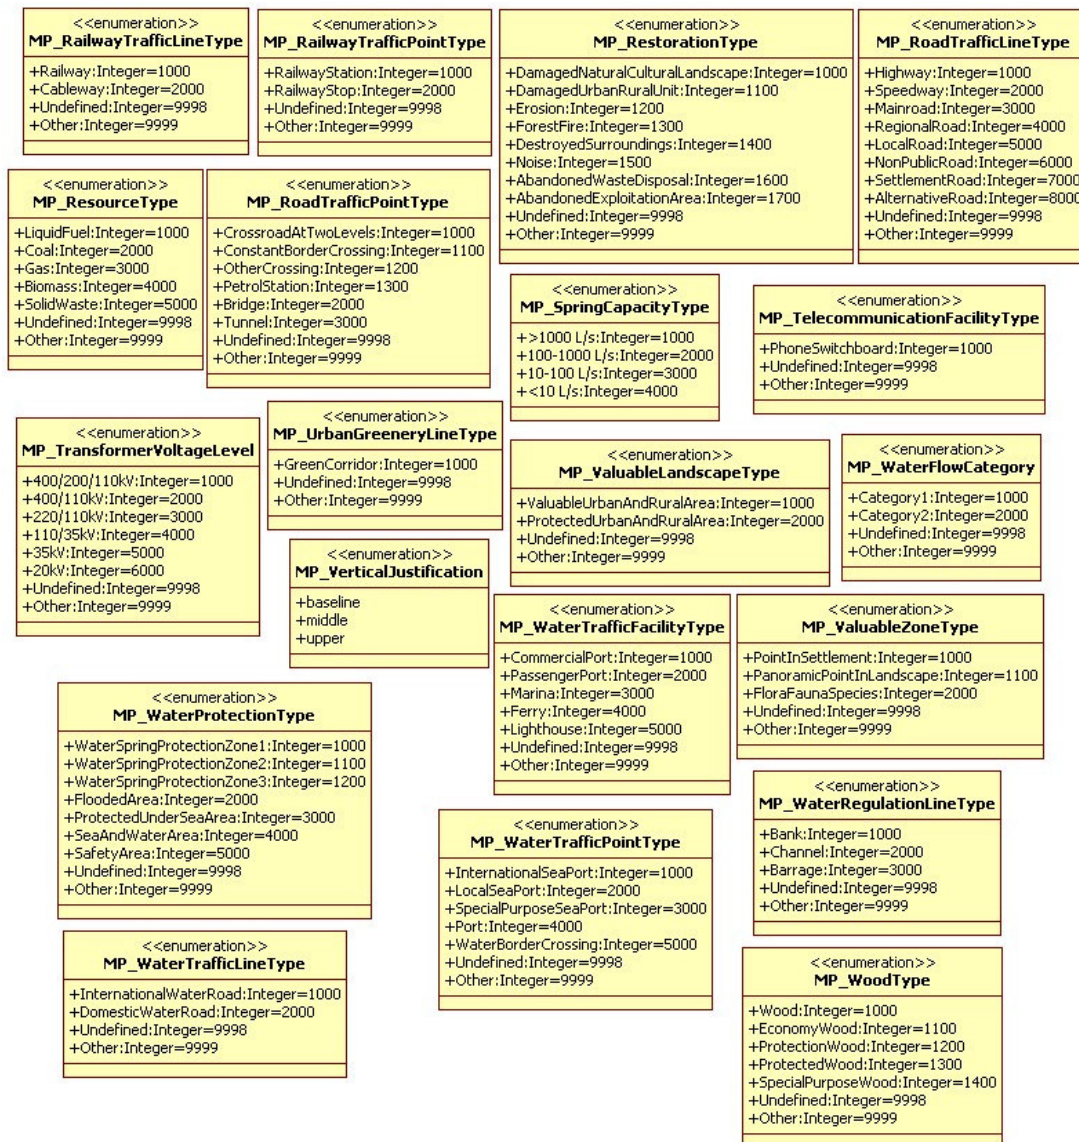 <<enumeration>>
MP_RailwayTrafficLineType
+Railway:Integer=1000
+Cableway:Integer=2000
+Undefined:Integer=9998
+Other:Integer=9999
<<enumeration>>
MP_RailwayTrafficPointType
+RailwayStation:Integer=1000
+RailwayStop:Integer=2000
+Undefined:Integer=9998
+Other:Integer=9999
<<enumeration>>
MP_RestorationType
+DamagedNaturalCulturalLandscape:Integer=1000
+DamagedUrbanRuralUnit:Integer=1100
+Erosion:Integer=1200
+ForestFire:Integer=1300
+DestroyedSurroundings:Integer=1400
+Noise:Integer=1500
+AbandonedWasteDisposal:Integer=1600
+AbandonedExploitationArea:Integer=1700
+Undefined:Integer=9998
+Other:Integer=9999
<<enumeration>>
MP_RoadTrafficLineType
+Highway:Integer=1000
+Speedway:Integer=2000
+Mainroad:Integer=3000
+RegionalRoad:Integer=4000
+LocalRoad:Integer=5000
+NonPublicRoad:Integer=6000
+SettlementRoad:Integer=7000
+AlternativeRoad:Integer=8000
+Undefined:Integer=9998
+Other:Integer=9999
<<enumeration>>
MP_ResourceType
+LiquidFuel:Integer=1000
+Coal:Integer=2000
+Gas:Integer=3000
+Biomass:Integer=4000
+SolidWaste:Integer=5000
+Undefined:Integer=9998
+Other:Integer=9999
<<enumeration>>
MP_RoadTrafficPointType
+CrossroadAtTwoLevels:Integer=1000
+ConstantBorderCrossing:Integer=1100
+OtherCrossing:Integer=1200
+PetrolStation:Integer=1300
+Bridge:Integer=2000
+Tunnel:Integer=3000
+Undefined:Integer=9998
+Other:Integer=9999
<<enumeration>>
MP_SpringCapacityType
+>1000 L/s:Integer=1000
+100-1000 L/s:Integer=2000
+10-100 L/s:Integer=3000
+<10 L/s:Integer=4000
<<enumeration>>
MP_TelecommunicationFacilityType
+PhoneSwitchboard:Integer=1000
+Undefined:Integer=9998
+Other:Integer=9999
<<enumeration>>
MP_TransformerVoltageLevel
+400/200/110kV:Integer=1000
+400/110kV:Integer=2000
+220/110kV:Integer=3000
+110/35kV:Integer=4000
+35kV:Integer=5000
+20kV:Integer=6000
+Undefined:Integer=9998
+Other:Integer=9999
<<enumeration>>
MP_UrbanGreeneryLineType
+GreenCorridor:Integer=1000
+Undefined:Integer=9998
+Other:Integer=9999
<<enumeration>>
MP_ValuableLandscapeType
+ValuableUrbanAndRuralArea:Integer=1000
+ProtectedUrbanAndRuralArea:Integer=2000
+Undefined:Integer=9998
+Other:Integer=9999
<<enumeration>>
MP_WaterFlowCategory
+Category1:Integer=1000
+Category2:Integer=2000
+Undefined:Integer=9998
+Other:Integer=9999
<<enumeration>>
MP_VerticalJustification
+baseline
+middle
+upper
<<enumeration>>
MP_WaterTrafficFacilityType
+CommercialPort:Integer=1000
+PassengerPort:Integer=2000
+Marina:Integer=3000
+Ferry:Integer=4000
+Lighthouse:Integer=5000
+Undefined:Integer=9998
+Other:Integer=9999
<<enumeration>>
MP_ValuableZoneType
+PointInSettlement:Integer=1000
+PanoramicPointInLandscape:Integer=1100
+FloraFaunaSpecies:Integer=2000
+Undefined:Integer=9998
+Other:Integer=9999
<<enumeration>>
MP_WaterProtectionType
+WaterSpringProtectionZone1:Integer=1000
+WaterSpringProtectionZone2:Integer=1100
+WaterSpringProtectionZone3:Integer=1200
+FloodedArea:Integer=2000
+ProtectedUnderSeaArea:Integer=3000
+SeaAndWaterArea:Integer=4000
+SafetyArea:Integer=5000
+Undefined:Integer=9998
+Other:Integer=9999
<<enumeration>>
MP_WaterRegulationLineType
+Bank:Integer=1000
+Channel:Integer=2000
+Barrage:Integer=3000
+Undefined:Integer=9998
+Other:Integer=9999
<<enumeration>>
MP_WaterTrafficPointType
+InternationalSeaPort:Integer=1000
+LocalSeaPort:Integer=2000
+SpecialPurposeSeaPort:Integer=3000
+Port:Integer=4000
+WaterBorderCrossing:Integer=5000
+Undefined:Integer=9998
+Other:Integer=9999
<<enumeration>>
MP_WaterTrafficLineType
+InternationalWaterRoad:Integer=1000
+DomesticWaterRoad:Integer=2000
+Undefined:Integer=9998
+Other:Integer=9999
<<enumeration>>
MP_WoodType
+Wood:Integer=1000
+EconomyWood:Integer=1100
+ProtectionWood:Integer=1200
+ProtectedWood:Integer=1300
+SpecialPurposeWood:Integer=1400
+Undefined:Integer=9998
+Other:Integer=9999